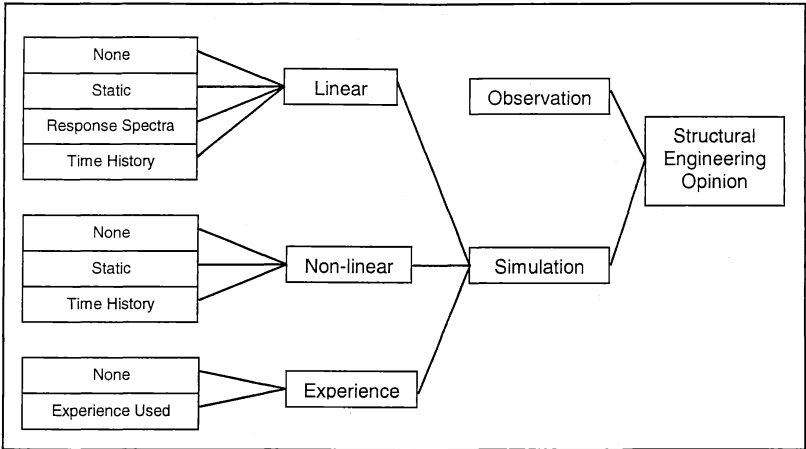 None
Static
Response Spectra
Time History
Linear
Observation
Structural
Engineering
Opinion
None
Static
Time History
Non-linear
Simulation
None
Experience Used
Experience